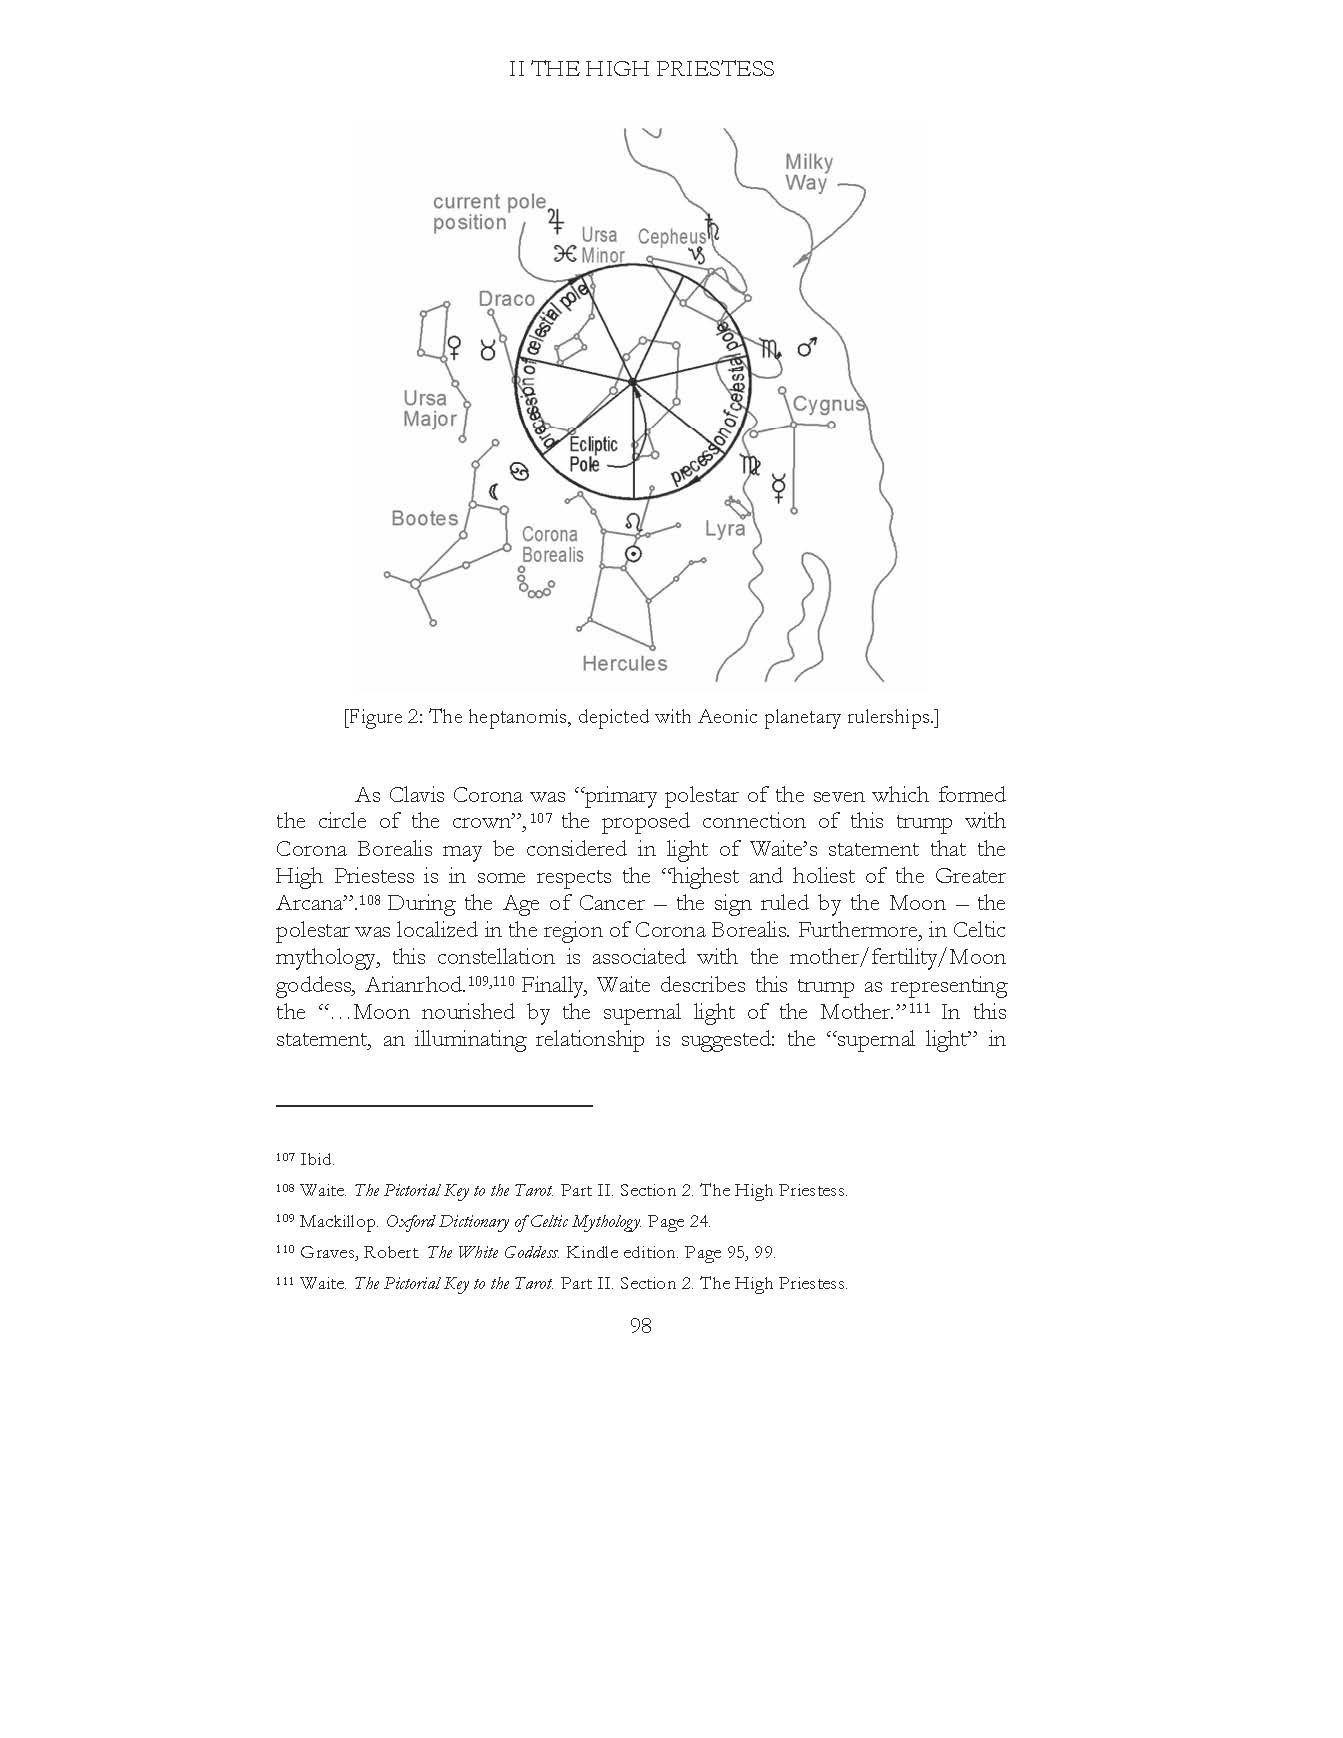 II THE HIGH PRIESTESS
Milky
Way
current pole
position
♃
♄
Ursa
Minor
Cepheus
♓
♑
Draco
precession of celestial pole
precession of celestial pole
♀
♉
♏
♂
Ursa
Major
Cygnus
Ecliptic
Pole
♋
☾
♍
☿
Bootes
Corona
Borealis
♌
☉
Lyra
Hercules
[Figure 2: The heptanomis, depicted with Aeonic planetary rulerships.]
As Clavis Corona was “primary polestar of the seven which formed
the circle of the crown”,107 the proposed connection of this trump with
Corona Borealis may be considered in light of Waite’s statement that the
High Priestess is in some respects the “highest and holiest of the Greater
Arcana”.108 During the Age of Cancer – the sign ruled by the Moon – the
polestar was localized in the region of Corona Borealis. Furthermore, in Celtic
mythology, this constellation is associated with the mother/fertility/Moon
goddess, Arianrhod.109,110 Finally, Waite describes this trump as representing
the “…Moon nourished by the supernal light of the Mother.”111 In this
statement, an illuminating relationship is suggested: the “supernal light” in
107 Ibid.
108 Waite. The Pictorial Key to the Tarot. Part II. Section 2. The High Priestess.
109 Mackillop. Oxford Dictionary of Celtic Mythology. Page 24.
110 Graves, Robert. The White Goddess. Kindle edition. Page 95, 99.
111 Waite. The Pictorial Key to the Tarot. Part II. Section 2. The High Priestess.
98